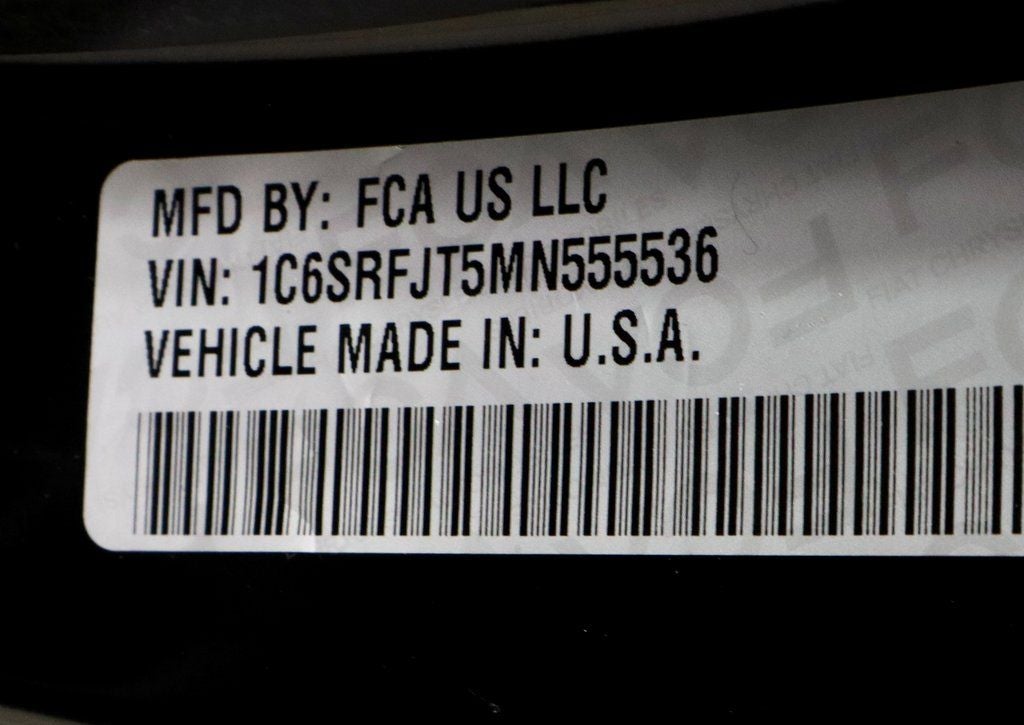 MFD BY: FCA US LLC
VIN: 1C6SRFJT5MN555536
VEHICLE MADE IN: U.S.A.